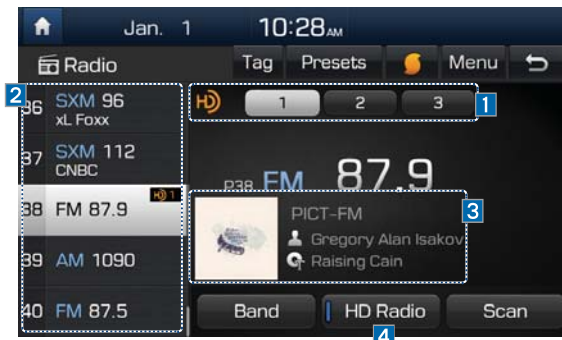 Jan. 1 10:28AM
Radio Tag Presets Menu
2
36 SXM 96
xL Foxx
HD 1 2 3 1
37 SXM 112
CNBC
P38 FM 87.9
38 FM 87.9 HD 1
PICT-FM 3
Gregory Alan Isakov
Raising Cain
39 AM 1090
40 FM 87.5
Band HD Radio Scan
4